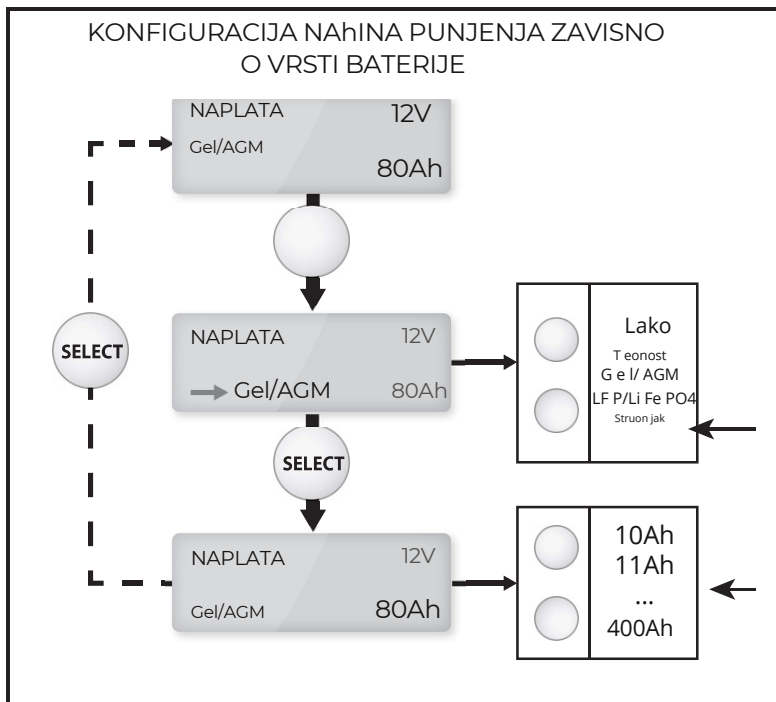 KONFIGURACIJA NAhINA PUNJENJA ZAVISNO
O VRSTI BATERIJE
NAPLATA 12V
Gel/AGM
80Ah
NAPLATA 12V
Gel/AGM 80Ah
SELECT
SELECT
NAPLATA 12V
Gel/AGM 80Ah
Lako
T eonost
G e l/ AGM
LF P/Li Fe PO4
Struon jak
10Ah
11Ah
...
400Ah